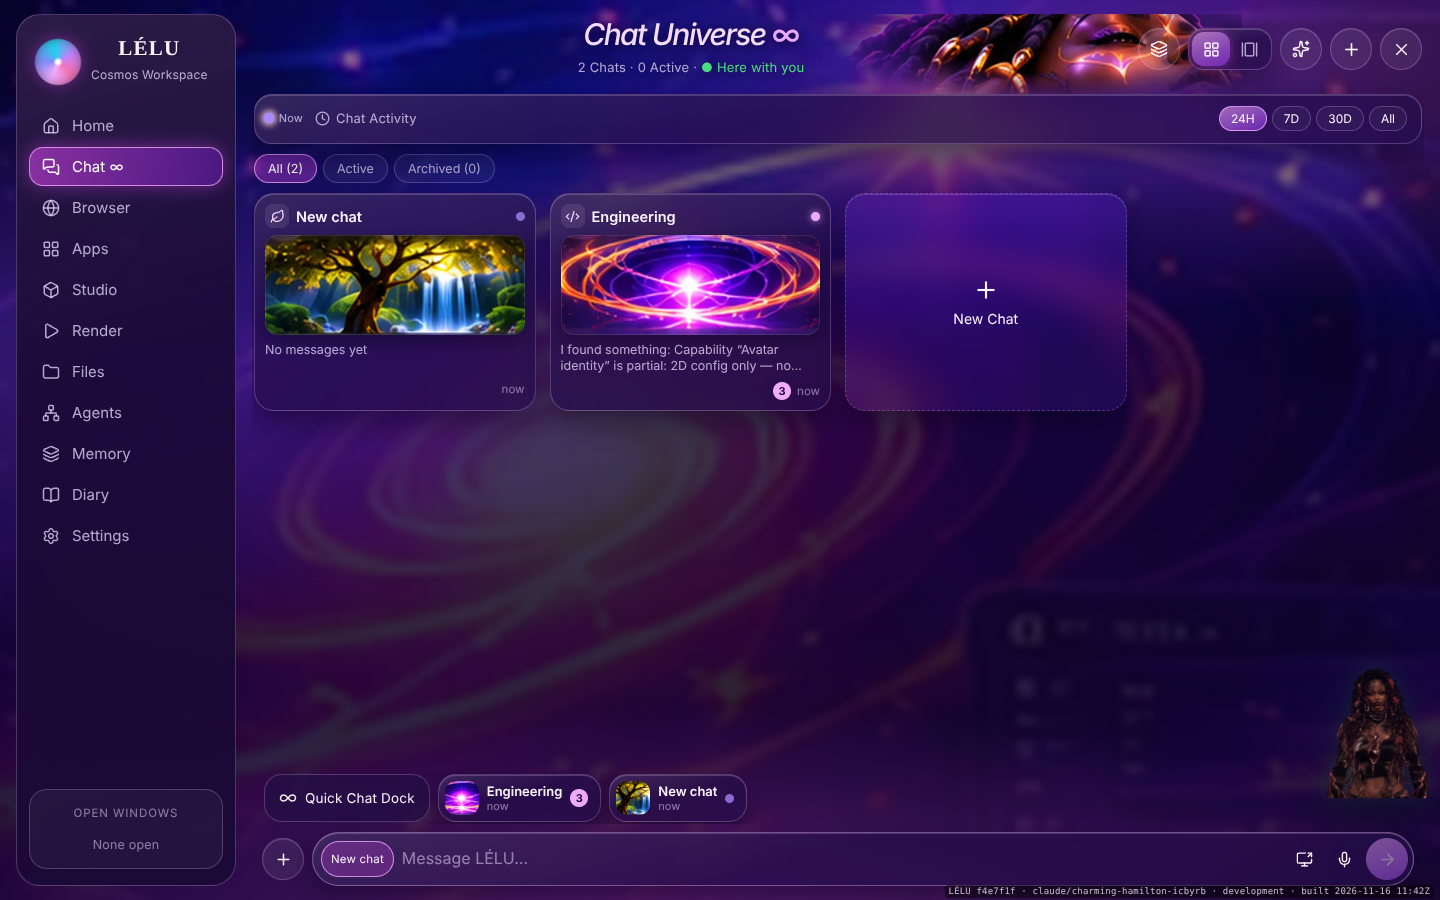 LÉLU
Cosmos Workspace
Home
Chat ∞
Browser
Apps
Studio
Render
Files
Agents
Memory
Diary
Settings
OPEN WINDOWS
None open
Chat Universe ∞
2 Chats · 0 Active · Here with you
Now Chat Activity
24H 7D 30D All
All (2) Active Archived (0)
New chat
No messages yet
now
Engineering
I found something: Capability “Avatar
identity” is partial: 2D config only — no...
3 now
New Chat
Quick Chat Dock
Engineering
now
3
New chat
now
New chat Message LÉLU...
LÉLU f4e7f1f · claude/charming-hamilton-icbyrb · development · built 2026-11-16 11:42Z